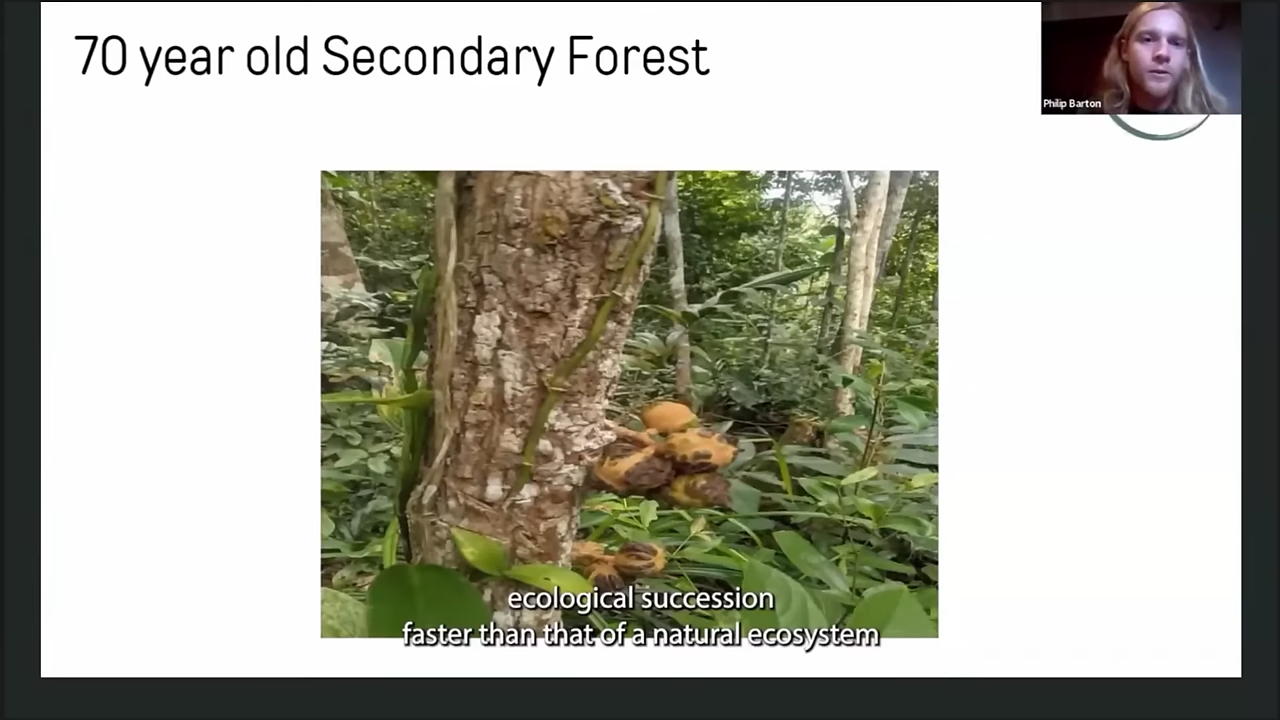 70 year old Secondary Forest
Philip Barton
ecological succession
faster than that of a natural ecosystem